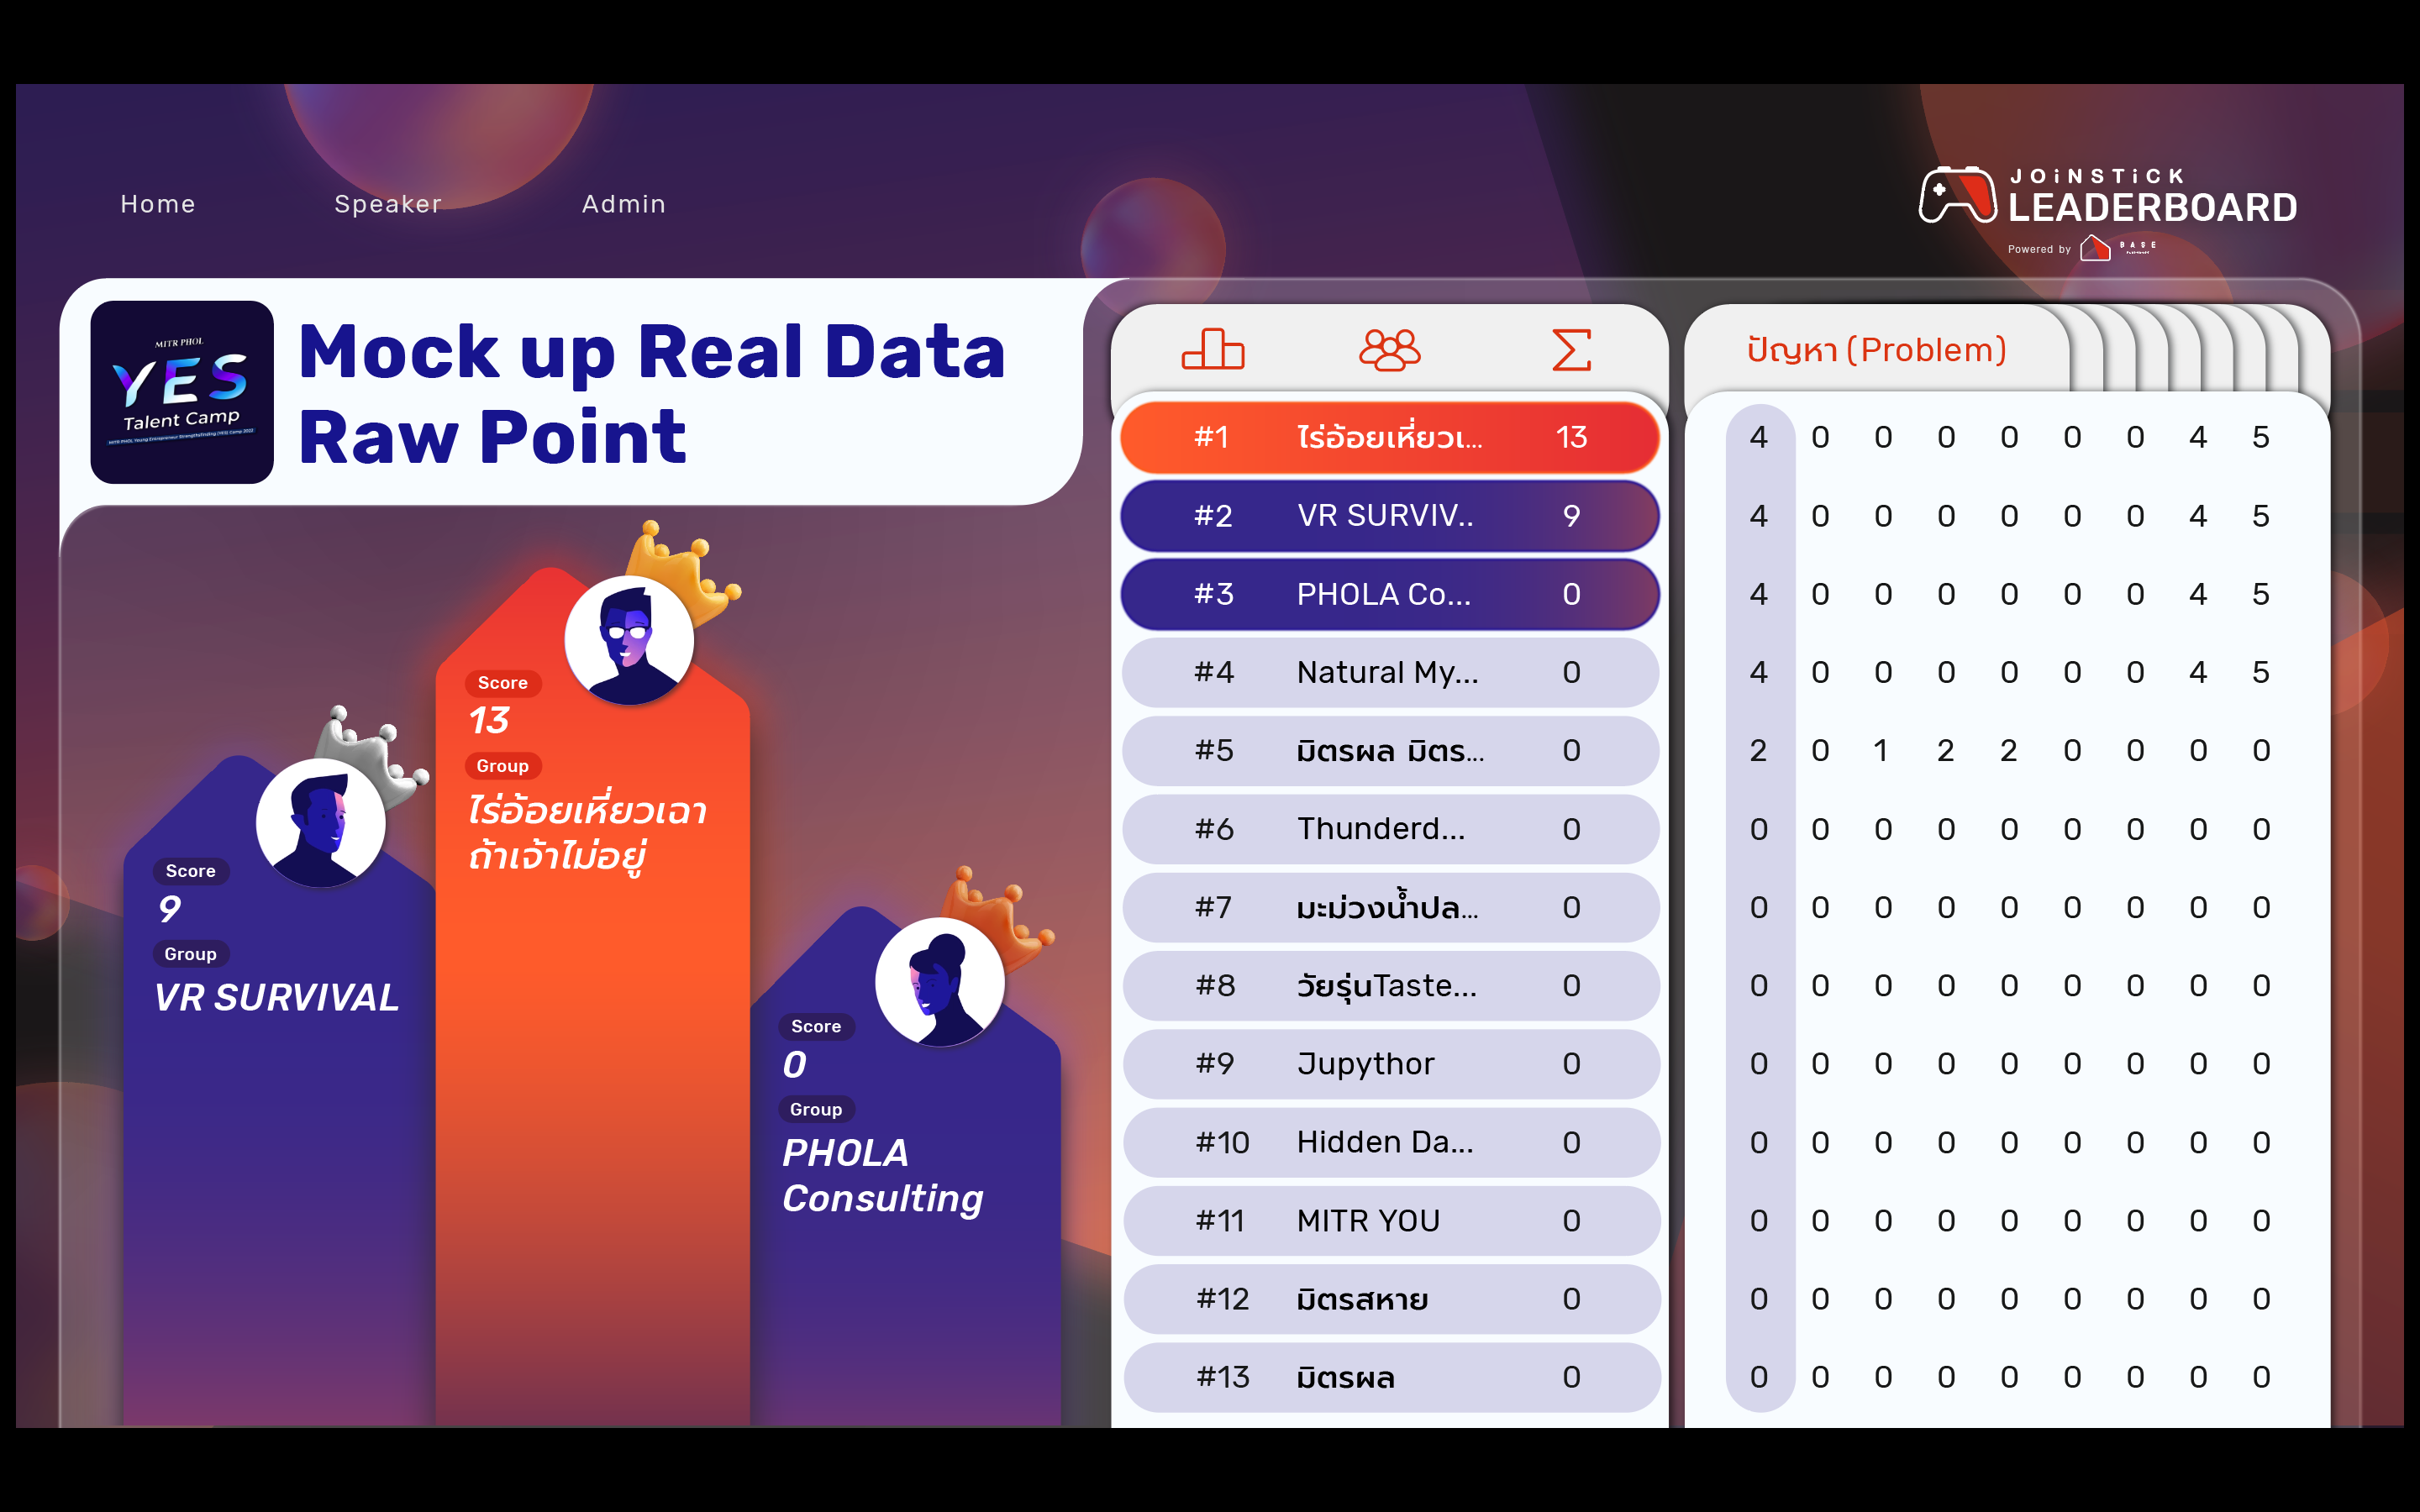 Home Speaker Admin
JOiNSTiCK
LEADERBOARD
Powered by BASE
MITR PHOL
YES
Talent Camp
Mock up Real Data
Raw Point
ปัญหา (Problem)
#1 ไร่อ้อยเหี่ยวเ... 13 4 0 0 0 0 0 0 4 5
#2 VR SURVIV.. 9 4 0 0 0 0 0 0 4 5
#3 PHOLA Co... 0 4 0 0 0 0 0 0 4 5
#4 Natural My... 0 4 0 0 0 0 0 0 4 5
#5 มิตรผล มิตร... 0 2 0 1 2 2 0 0 0 0
#6 Thunderd... 0 0 0 0 0 0 0 0 0 0
#7 มะม่วงน้ำปล... 0 0 0 0 0 0 0 0 0 0
#8 วัยรุ่นTaste... 0 0 0 0 0 0 0 0 0 0
#9 Jupythor 0 0 0 0 0 0 0 0 0 0
#10 Hidden Da... 0 0 0 0 0 0 0 0 0 0
#11 MITR YOU 0 0 0 0 0 0 0 0 0 0
#12 มิตรสหาย 0 0 0 0 0 0 0 0 0 0
#13 มิตรผล 0 0 0 0 0 0 0 0 0 0
Score
13
Group
ไร่อ้อยเหี่ยวเฉา
ถ้าเจ้าไม่อยู่
Score
9
Group
VR SURVIVAL
Score
0
Group
PHOLA
Consulting